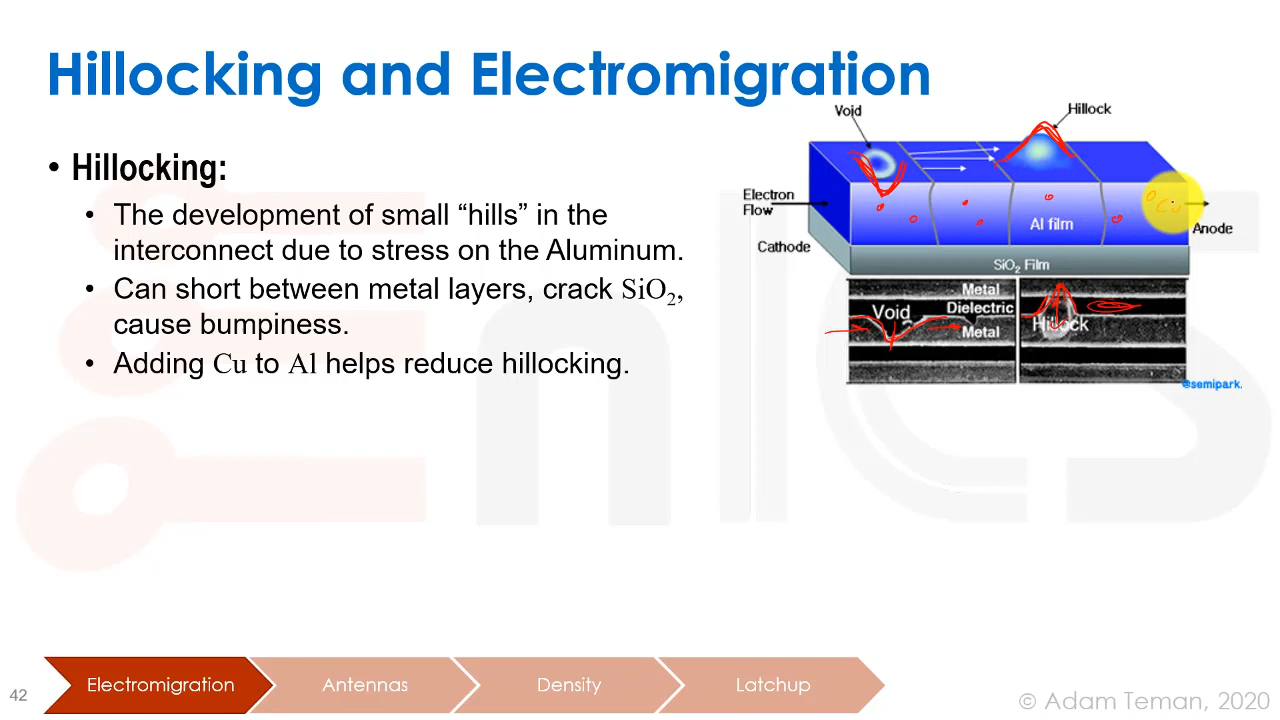 Hillocking and Electromigration
• Hillocking:
• The development of small “hills” in the
interconnect due to stress on the Aluminum.
• Can short between metal layers, crack SiO2,
cause bumpiness.
• Adding Cu to Al helps reduce hillocking.
Void
Hillock
Electron
Flow
Cathode
Al film
Cu
Anode
SiO2 Film
Metal
Void
Dielectric
Metal
Hillock
@semipark.
nics
Electromigration
Antennas
Density
Latchup
42
© Adam Teman, 2020